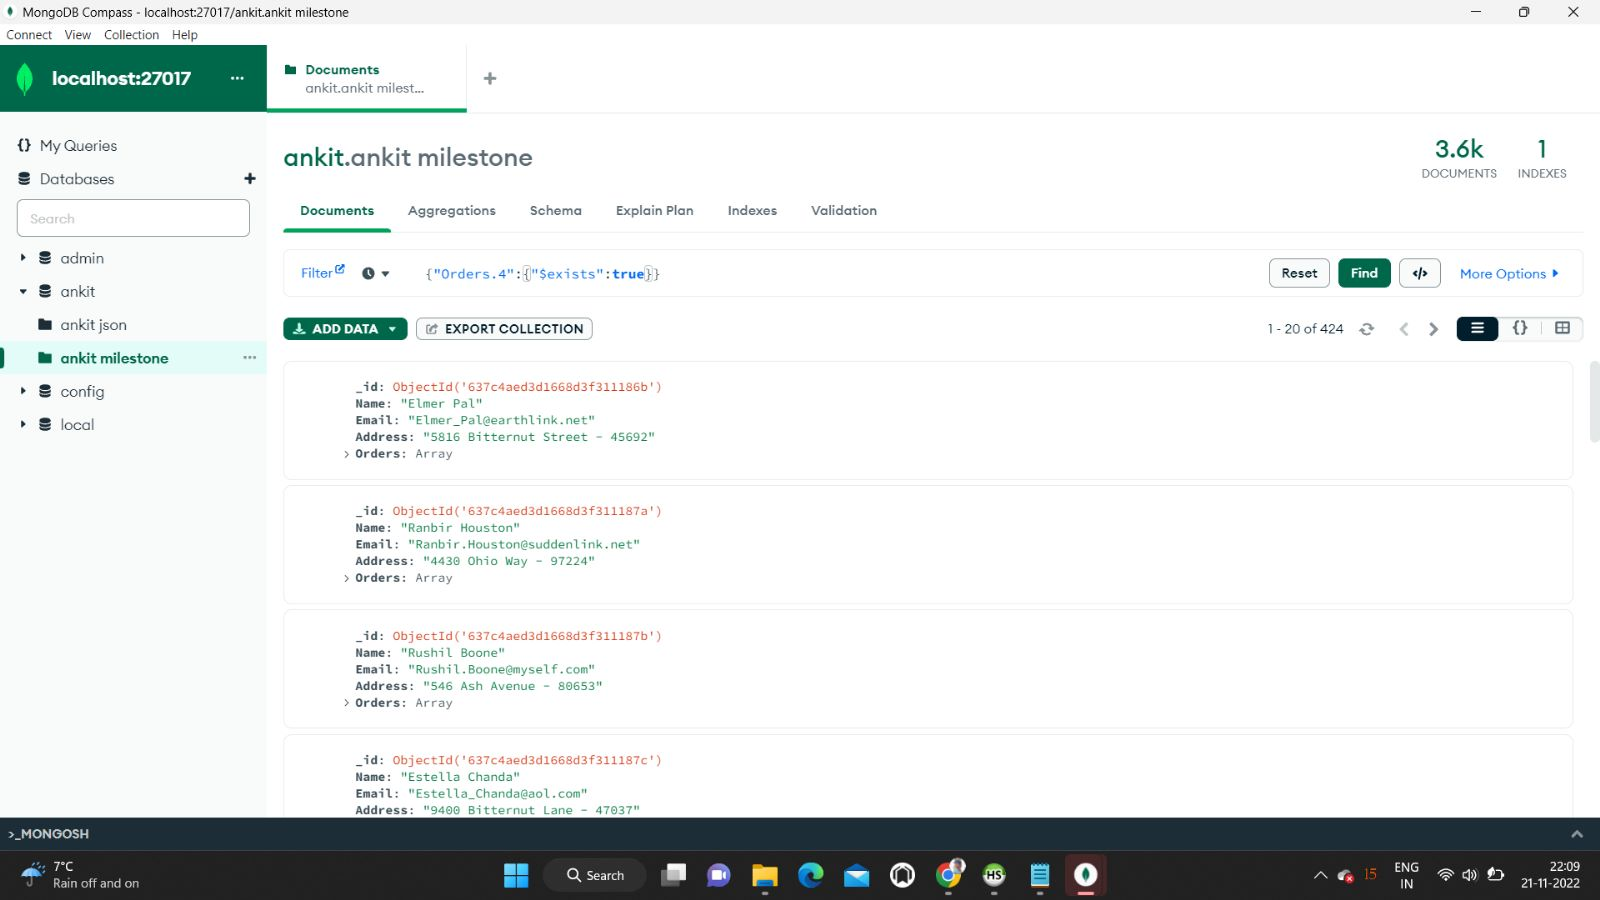 MongoDB Compass - localhost:27017/ankit.ankit milestone
Connect View Collection Help
localhost:27017 ...
Documents
ankit.ankit milest...
{} My Queries
Databases
Search
admin
ankit
ankit json
ankit milestone
config
local
ankit.ankit milestone
3.6k
DOCUMENTS
1
INDEXES
Documents Aggregations Schema Explain Plan Indexes Validation
Filter {"Orders.4":{"$exists":true}} Reset Find </> More Options
ADD DATA EXPORT COLLECTION 1 - 20 of 424 {}
_id: ObjectId('637c4aed3d1668d3f311186b')
Name: "Elmer Pal"
Email: "Elmer_Pal@earthlink.net"
Address: "5816 Bitternut Street - 45692"
> Orders: Array
_id: ObjectId('637c4aed3d1668d3f311187a')
Name: "Ranbir Houston"
Email: "Ranbir.Houston@suddenlink.net"
Address: "4430 Ohio Way - 97224"
> Orders: Array
_id: ObjectId('637c4aed3d1668d3f311187b')
Name: "Rushil Boone"
Email: "Rushil.Boone@myself.com"
Address: "546 Ash Avenue - 80653"
> Orders: Array
_id: ObjectId('637c4aed3d1668d3f311187c')
Name: "Estella Chanda"
Email: "Estella_Chanda@aol.com"
Address: "9400 Bitternut Lane - 47037"
>_MONGOSH
7°C
Rain off and on
Search
HS
15
ENG
IN
22:09
21-11-2022